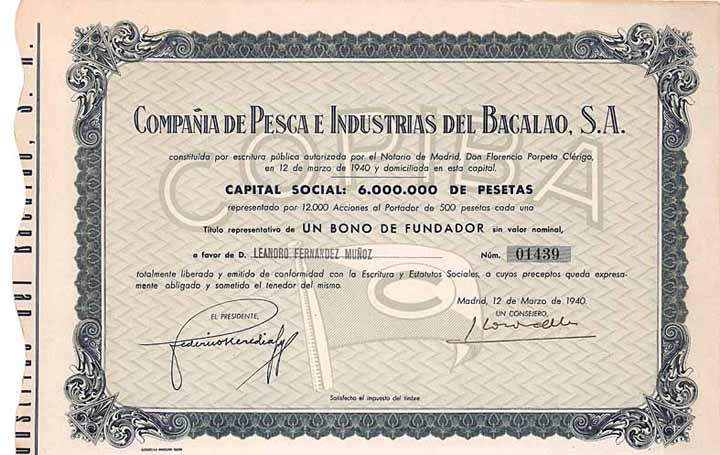 COPIBA
COMPAÑIA DE PESCA E INDUSTRIAS DEL BACALAO, S.A.
constituída por escritura pública autorizada por el Notario de Madrid, Don Florencio Porpeta Clérigo,
en 12 de marzo de 1940 y domiciliada en esta capital.
CAPITAL SOCIAL: 6.000.000 DE PESETAS
representado por 12.000 Acciones al Portador de 500 pesetas cada una
Título representativo de UN BONO DE FUNDADOR sin valor nominal,
a favor de D. LEANDRO FERNANDEZ MUÑOZ Núm. 01439
totalmente liberado y emitido de conformidad con la Escritura y Estatutos Sociales, a cuyos preceptos queda expresa-
mente obligado y sometido el tenedor del mismo.
C
Madrid, 12 de Marzo de 1940.
EL PRESIDENTE,
UN CONSEJERO,
Federico Heredia
Satisfecho el impuesto del timbre
del Bacalao, S. A.